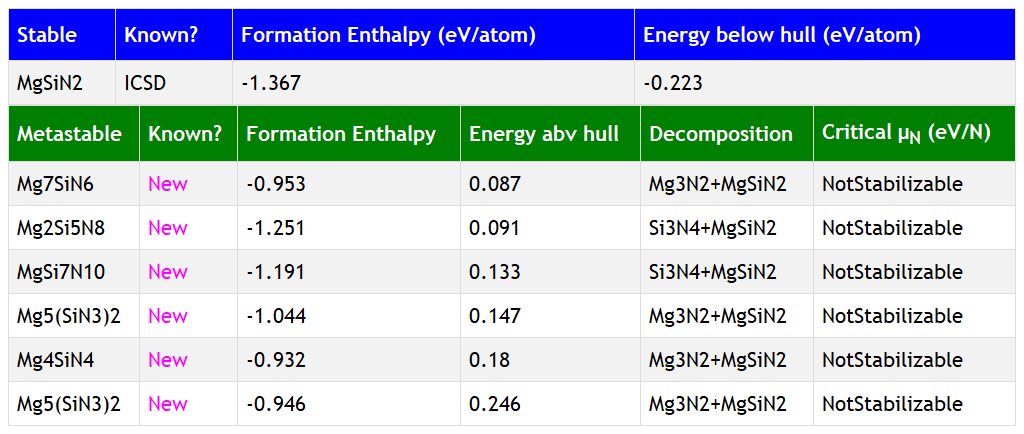 Stable Known? Formation Enthalpy (eV/atom) Energy below hull (eV/atom)
MgSiN2 ICSD -1.367 -0.223
Metastable Known? Formation Enthalpy Energy abv hull Decomposition Critical μN (eV/N)
Mg7SiN6 New -0.953 0.087 Mg3N2+MgSiN2 NotStabilizable
Mg2Si5N8 New -1.251 0.091 Si3N4+MgSiN2 NotStabilizable
MgSi7N10 New -1.191 0.133 Si3N4+MgSiN2 NotStabilizable
Mg5(SiN3)2 New -1.044 0.147 Mg3N2+MgSiN2 NotStabilizable
Mg4SiN4 New -0.932 0.18 Mg3N2+MgSiN2 NotStabilizable
Mg5(SiN3)2 New -0.946 0.246 Mg3N2+MgSiN2 NotStabilizable